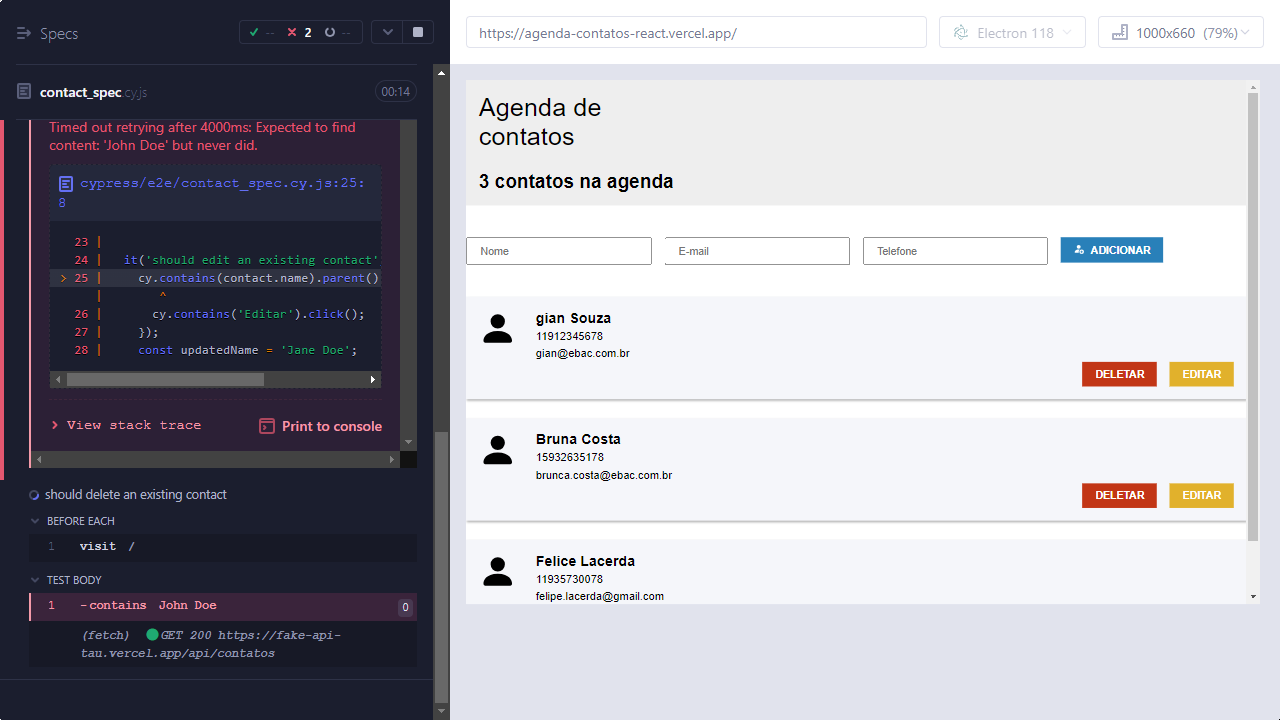 Specs
-- 2 --
contact_spec.cy.js
00:14
Timed out retrying after 4000ms: Expected to find
content: 'John Doe' but never did.
cypress/e2e/contact_spec.cy.js:25:
8
23 |
24 | it('should edit an existing contact'
> 25 | cy.contains(contact.name).parent()
| ^
26 | cy.contains('Editar').click();
27 | });
28 | const updatedName = 'Jane Doe';
> View stack trace
Print to console
should delete an existing contact
BEFORE EACH
1 visit /
TEST BODY
1 -contains John Doe 0
(fetch) GET 200 https://fake-api-
tau.vercel.app/api/contatos
https://agenda-contatos-react.vercel.app/
Electron 118
1000x660 (79%)
Agenda de
contatos
3 contatos na agenda
Nome
E-mail
Telefone
ADICIONAR
gian Souza
11912345678
gian@ebac.com.br
DELETAR
EDITAR
Bruna Costa
15932635178
brunca.costa@ebac.com.br
DELETAR
EDITAR
Felice Lacerda
11935730078
felipe.lacerda@gmail.com